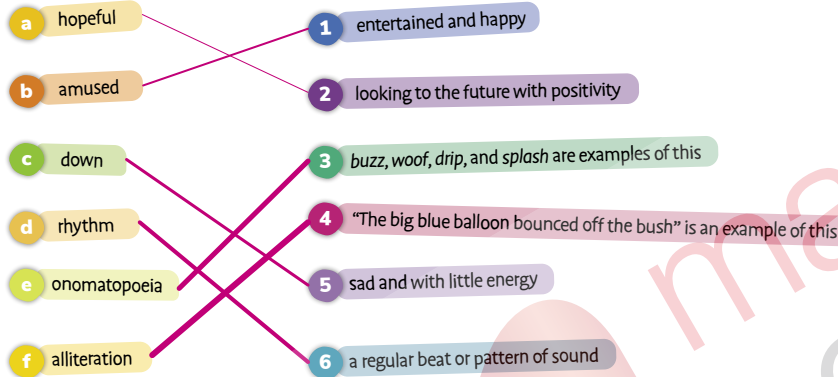 a hopeful
1 entertained and happy
b amused
2 looking to the future with positivity
c down
3 buzz, woof, drip, and splash are examples of this
d rhythm
4 “The big blue balloon bounced off the bush” is an example of this
e onomatopoeia
5 sad and with little energy
f alliteration
6 a regular beat or pattern of sound
ma